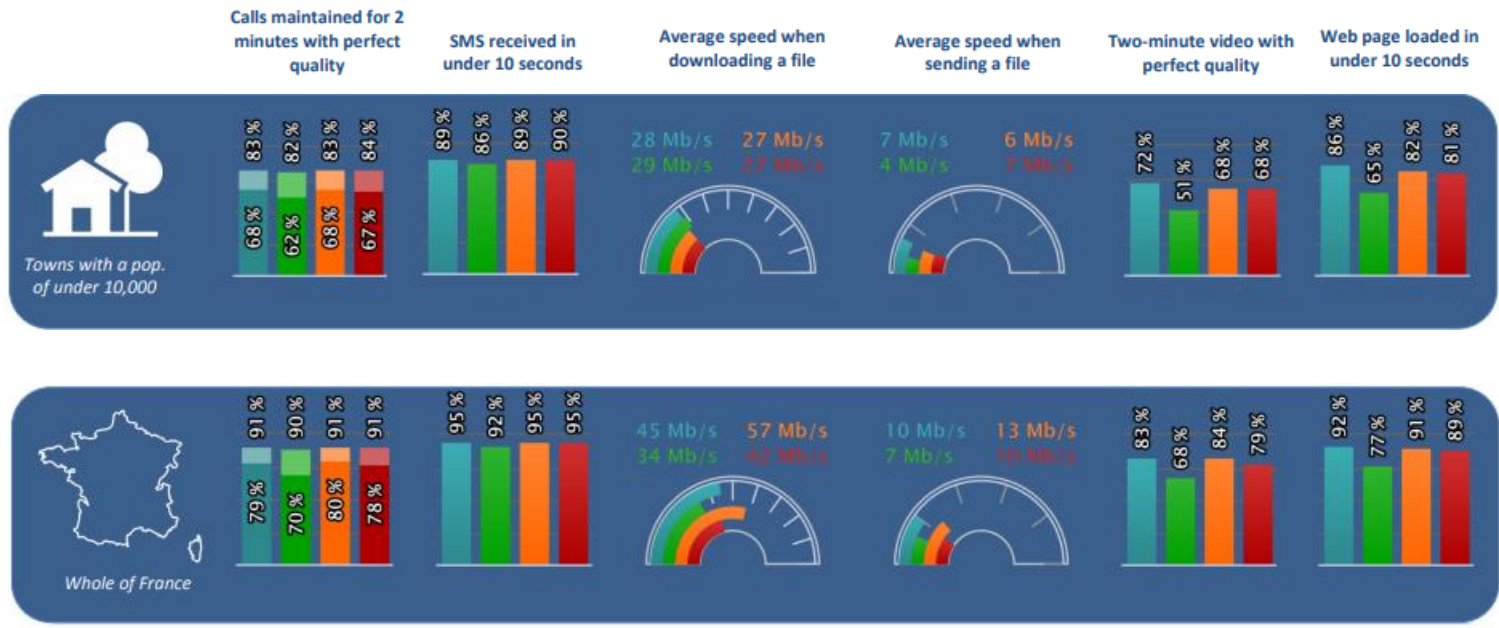 Calls maintained for 2
minutes with perfect
quality
SMS received in
under 10 seconds
Average speed when
downloading a file
Average speed when
sending a file
Two-minute video with
perfect quality
Web page loaded in
under 10 seconds
Towns with a pop.
of under 10,000
83 % 82 % 83 % 84 %
68 % 62 % 68 % 67 %
89 % 86 % 89 % 90 %
28 Mb/s 27 Mb/s
29 Mb/s 27 Mb/s
7 Mb/s 6 Mb/s
4 Mb/s 7 Mb/s
72 % 51 % 68 % 68 %
86 % 65 % 82 % 81 %
Whole of France
91 % 90 % 91 % 91 %
79 % 70 % 80 % 78 %
95 % 92 % 95 % 95 %
45 Mb/s 57 Mb/s
34 Mb/s 42 Mb/s
10 Mb/s 13 Mb/s
7 Mb/s 10 Mb/s
83 % 68 % 84 % 79 %
92 % 77 % 91 % 89 %